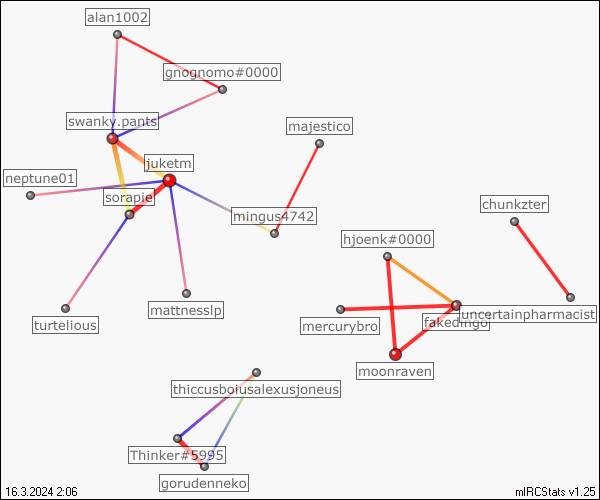 alan1002
gnognomo#0000
swanky.pants
majestico
juketm
neptune01
sorapie
chunkzter
mingus4742
hjoenk#0000
mattnesslp
uncertainpharmacist
fakedingo
turtelious
mercurybro
moonraven
thiccusboiusalexusjoneus
Thinker#5995
gorudenneko
16.3.2024 2:06
mIRCStats v1.25